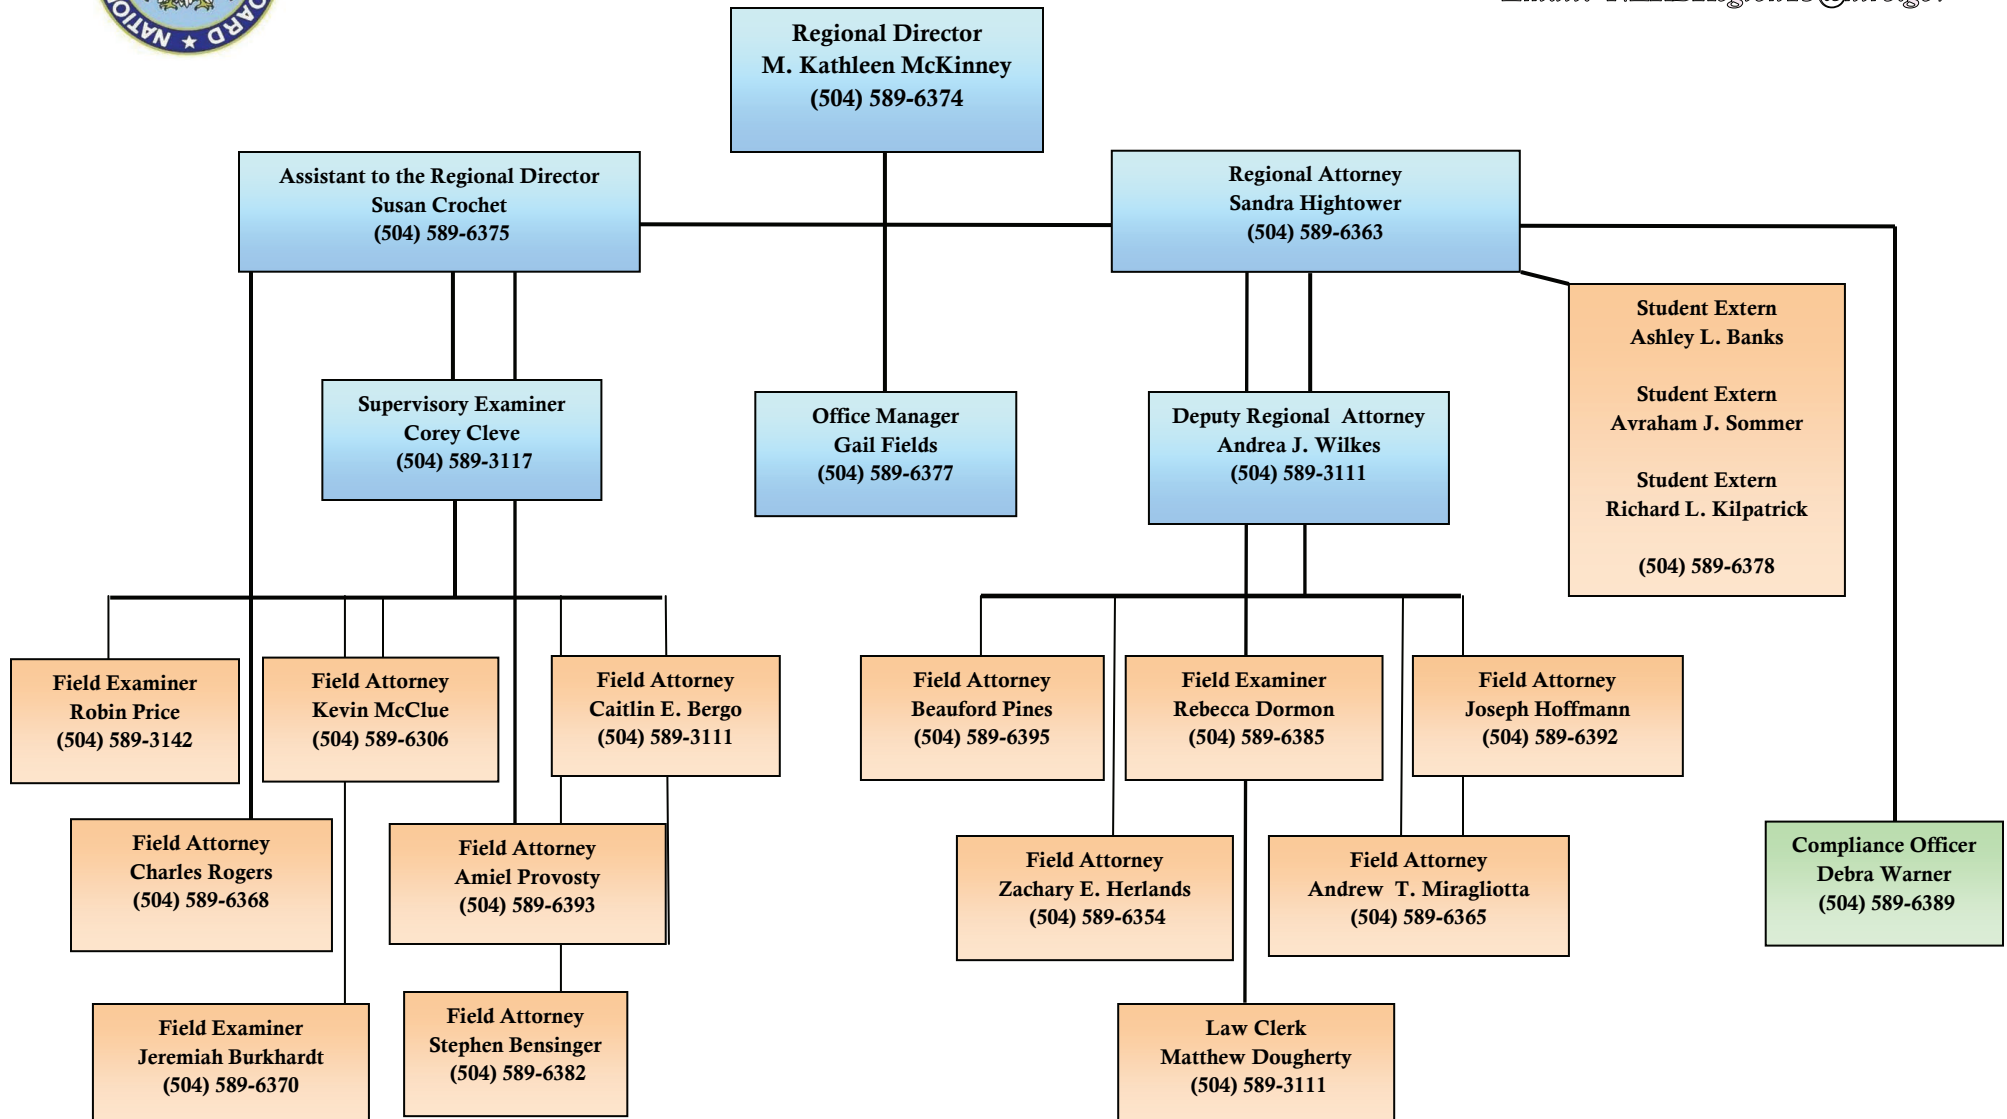 OARD ★ NATION
Regional Director
M. Kathleen McKinney
(504) 589-6374
Assistant to the Regional Director
Susan Crochet
(504) 589-6375
Regional Attorney
Sandra Hightower
(504) 589-6363
Student Extern
Ashley L. Banks
Student Extern
Avraham J. Sommer
Student Extern
Richard L. Kilpatrick
(504) 589-6378
Supervisory Examiner
Corey Cleve
(504) 589-3117
Office Manager
Gail Fields
(504) 589-6377
Deputy Regional  Attorney
Andrea J. Wilkes
(504) 589-3111
Field Examiner
Robin Price
(504) 589-3142
Field Attorney
Kevin McClue
(504) 589-6306
Field Attorney
Caitlin E. Bergo
(504) 589-3111
Field Attorney
Beauford Pines
(504) 589-6395
Field Examiner
Rebecca Dormon
(504) 589-6385
Field Attorney
Joseph Hoffmann
(504) 589-6392
Field Attorney
Charles Rogers
(504) 589-6368
Field Attorney
Amiel Provosty
(504) 589-6393
Field Attorney
Zachary E. Herlands
(504) 589-6354
Field Attorney
Andrew  T. Miragliotta
(504) 589-6365
Compliance Officer
Debra Warner
(504) 589-6389
Field Examiner
Jeremiah Burkhardt
(504) 589-6370
Field Attorney
Stephen Bensinger
(504) 589-6382
Law Clerk
Matthew Dougherty
(504) 589-3111